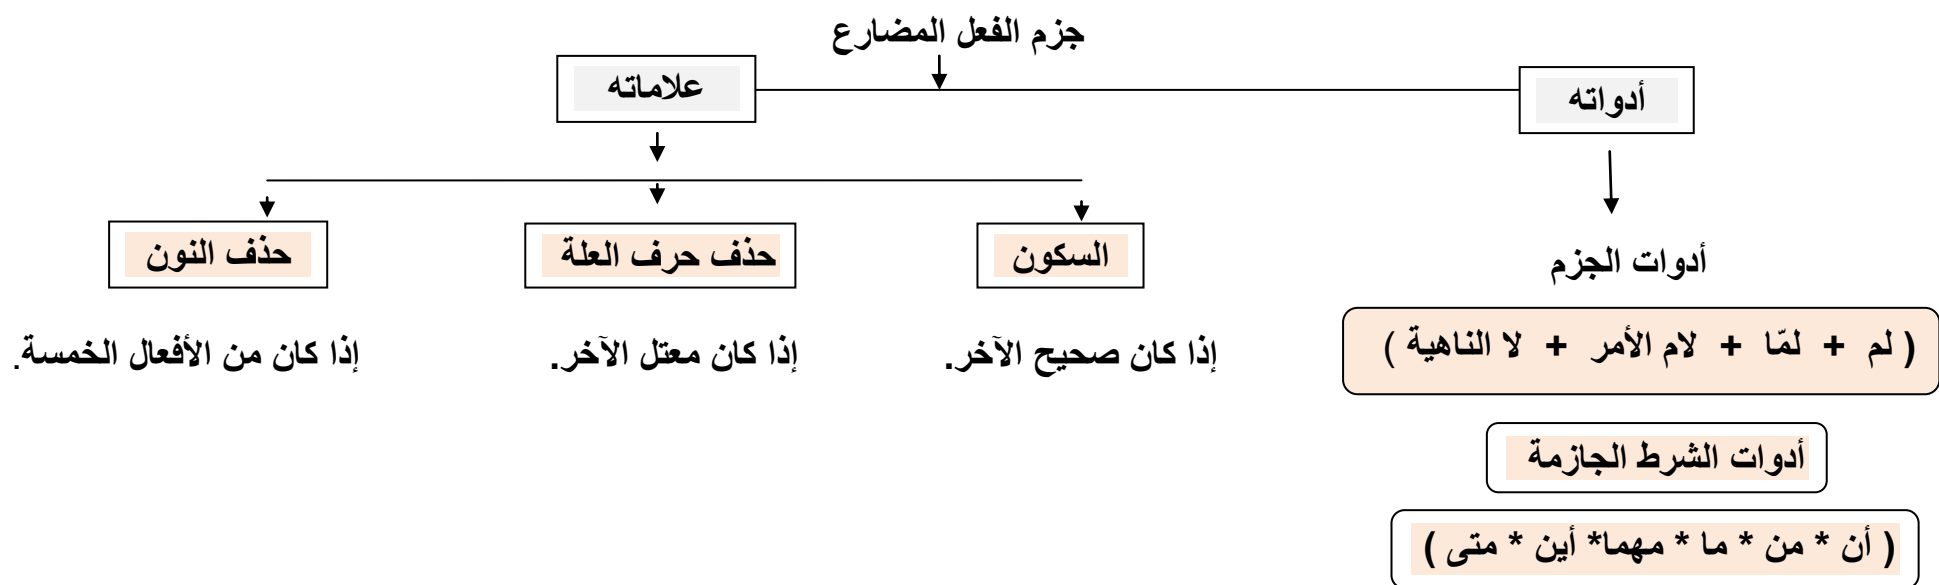 جزم الفعل المضارع
أدواته
علاماته
أدوات الجزم
( لم + لمّا + لام الأمر + لا الناهية )
أدوات الشرط الجازمة
( أن * من * ما * مهما* أين * متى )
السكون
إذا كان صحيح الآخر.
حذف حرف العلة
إذا كان معتل الآخر.
حذف النون
إذا كان من الأفعال الخمسة.